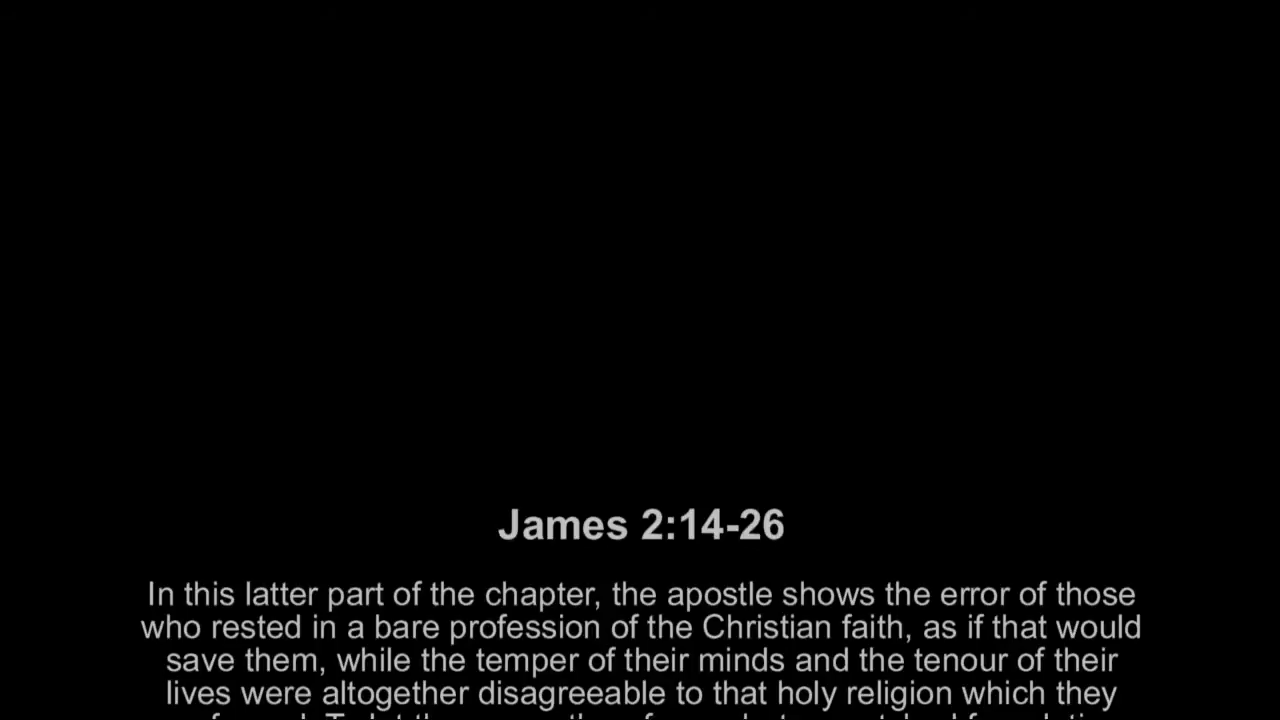 James 2:14-26
In this latter part of the chapter, the apostle shows the error of those
who rested in a bare profession of the Christian faith, as if that would
save them, while the temper of their minds and the tenour of their
lives were altogether disagreeable to that holy religion which they